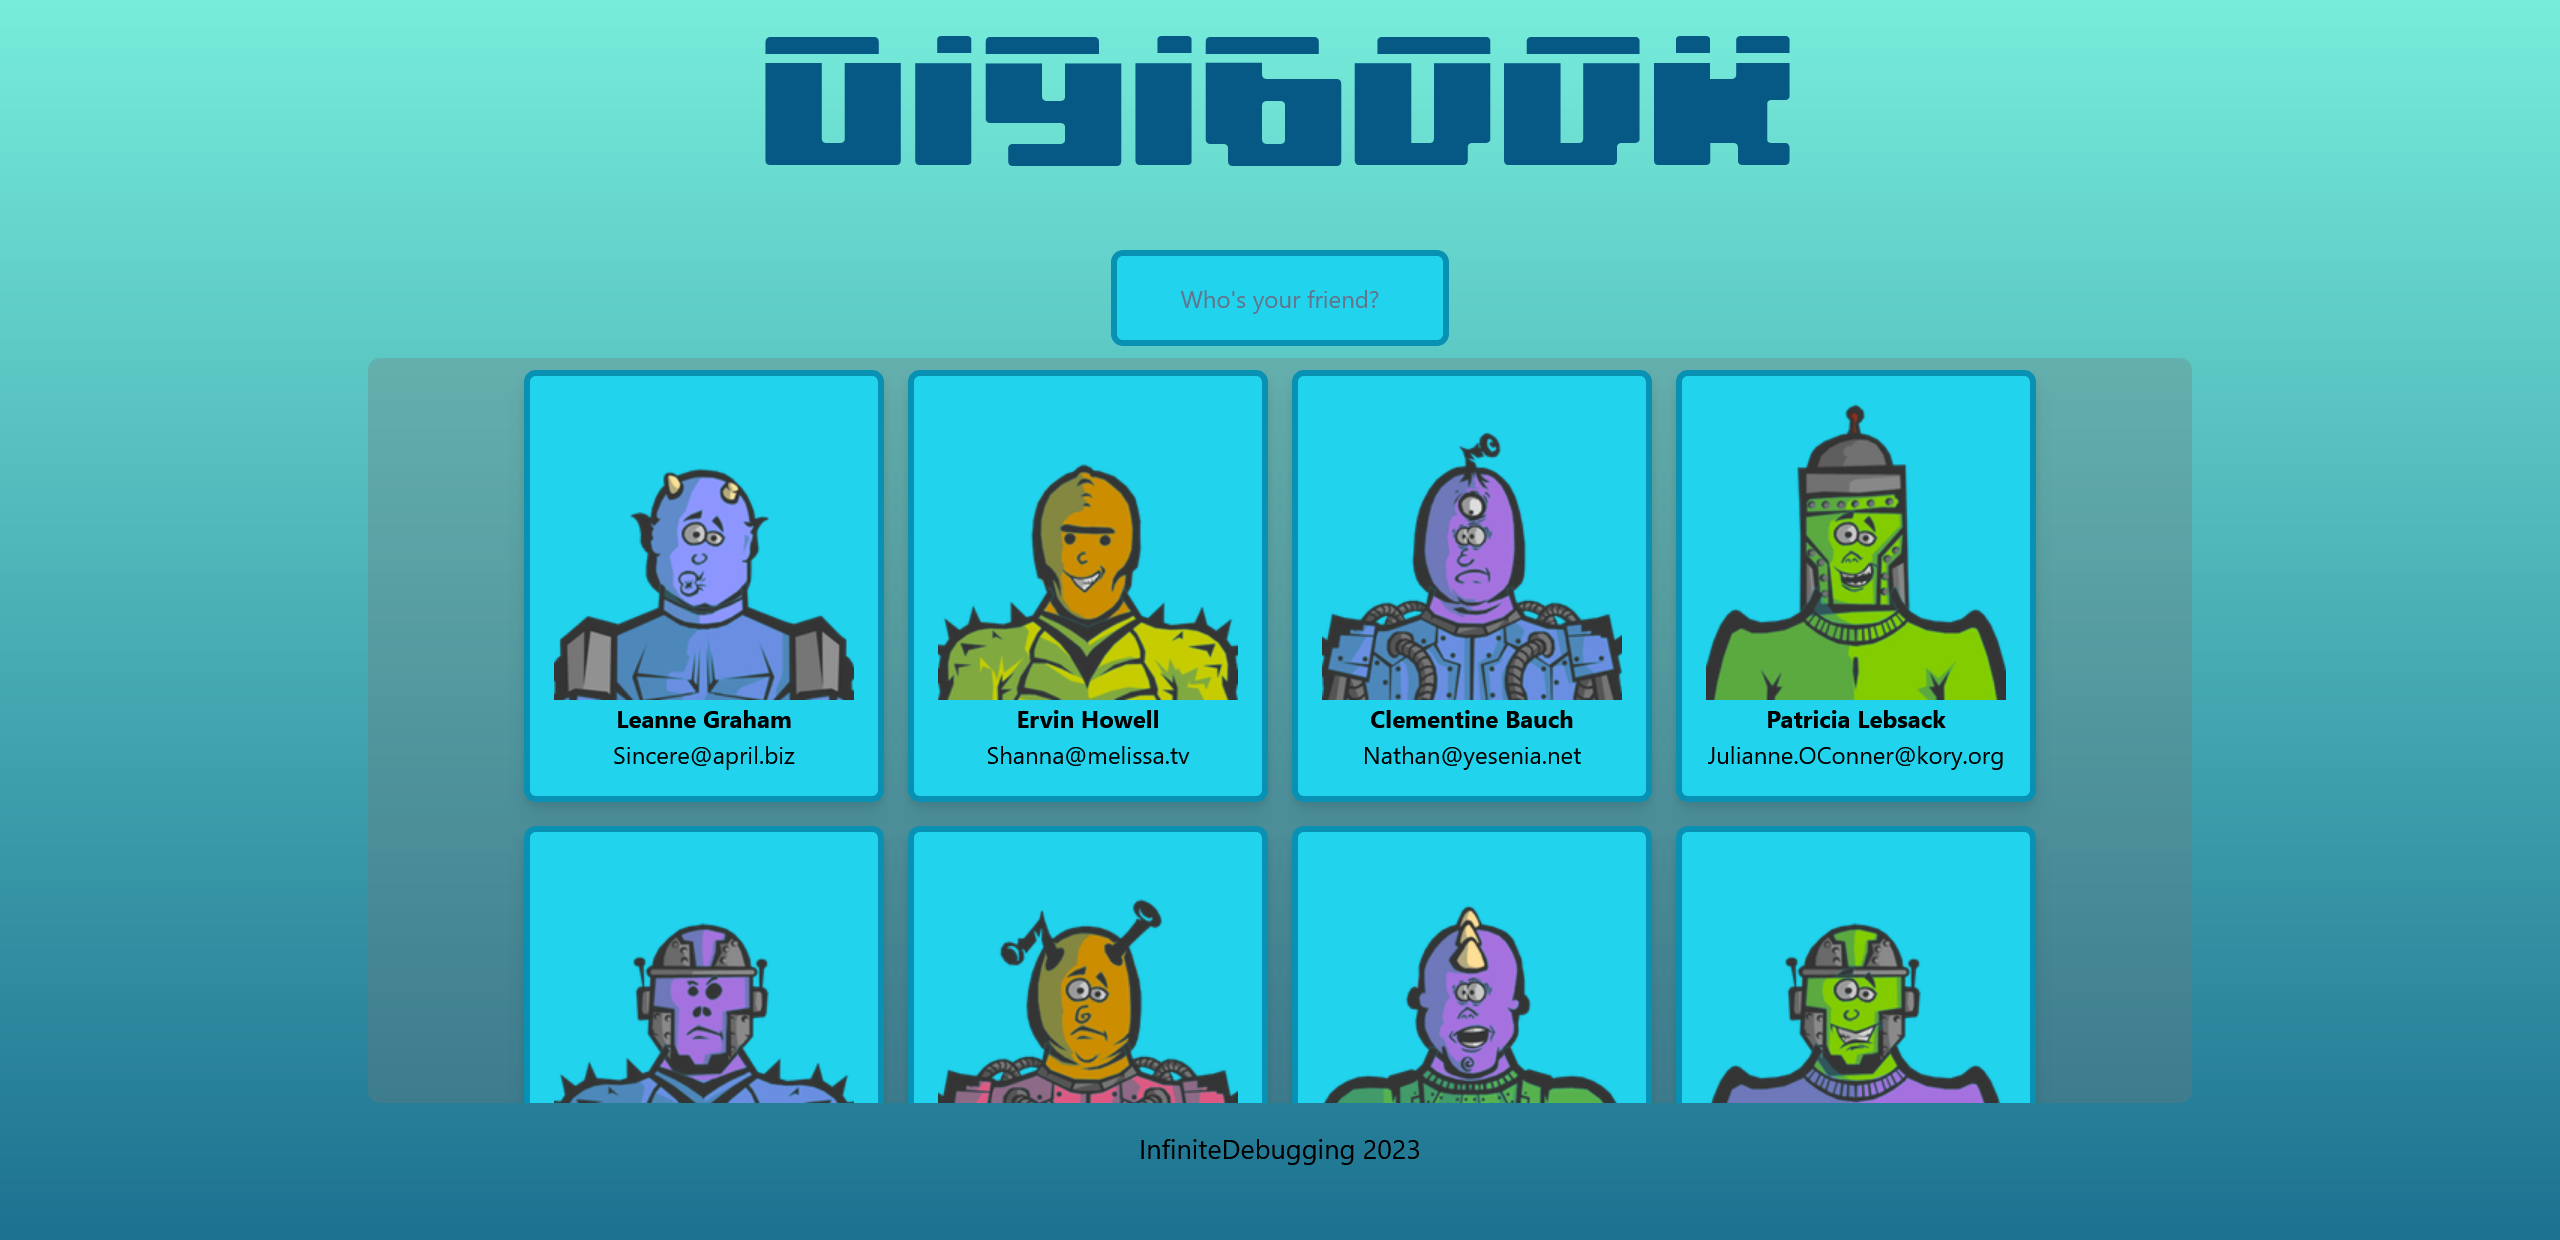 Digibook
Who's your friend?
Leanne Graham
Sincere@april.biz
Ervin Howell
Shanna@melissa.tv
Clementine Bauch
Nathan@yesenia.net
Patricia Lebsack
Julianne.OConner@kory.org
InfiniteDebugging 2023